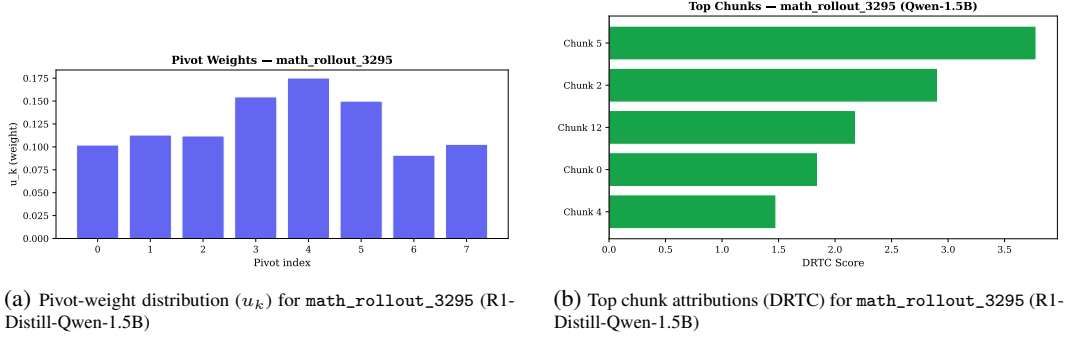 Pivot Weights — math_rollout_3295
u_k (weight)
0.175
0.150
0.125
0.100
0.075
0.050
0.025
0.000
0 1 2 3 4 5 6 7
Pivot index
(a) Pivot-weight distribution (u_k) for math_rollout_3295 (R1-
Distill-Qwen-1.5B)
Top Chunks — math_rollout_3295 (Qwen-1.5B)
Chunk 5
Chunk 2
Chunk 12
Chunk 0
Chunk 4
0.0 0.5 1.0 1.5 2.0 2.5 3.0 3.5
DRTC Score
(b) Top chunk attributions (DRTC) for math_rollout_3295 (R1-
Distill-Qwen-1.5B)